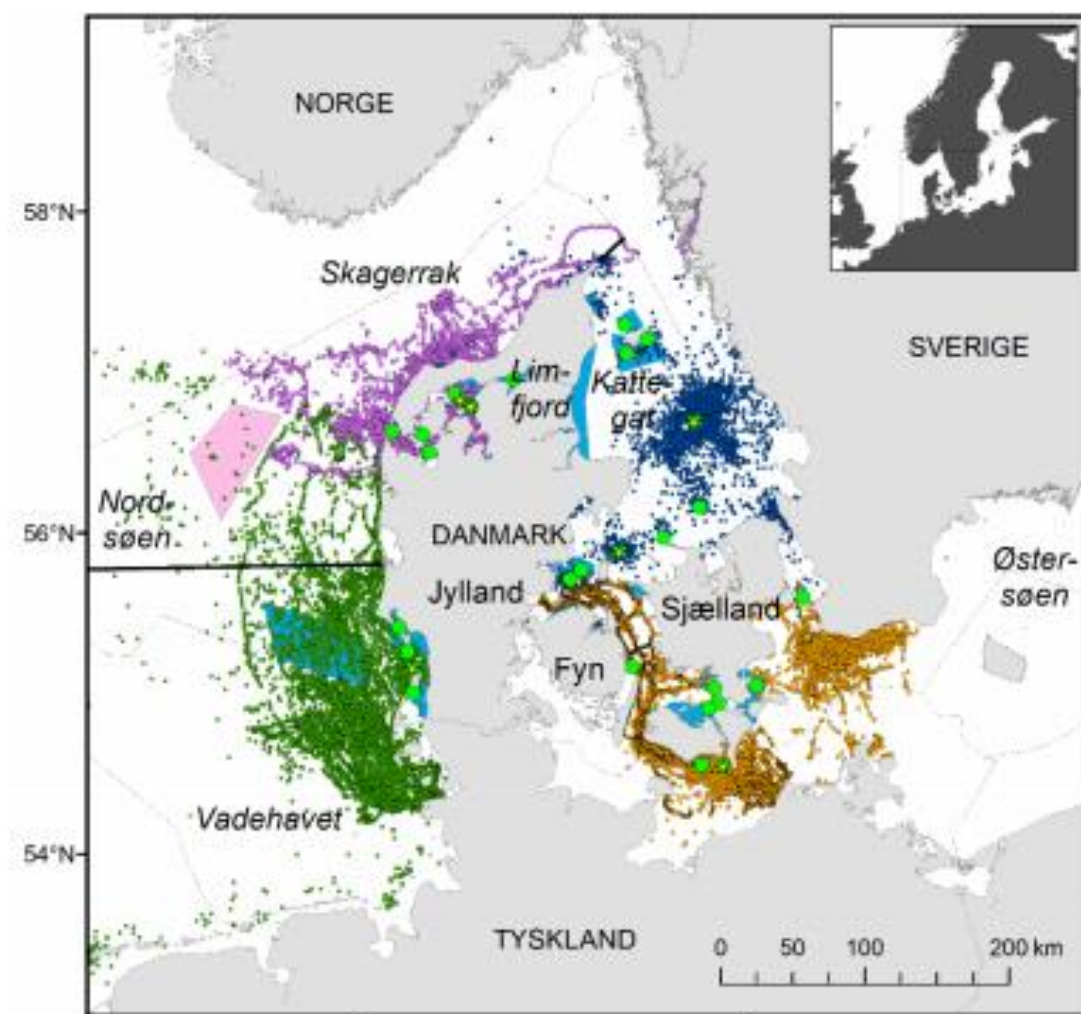 NORGE
58°N
Skagerrak
SVERIGE
Lim-
fjord
Katte-
gat
Nord-
søen
56°N
DANMARK
Jylland
Sjælland
Øster-
søen
Fyn
Vadehavet
54°N
TYSKLAND
0 50 100 200 km